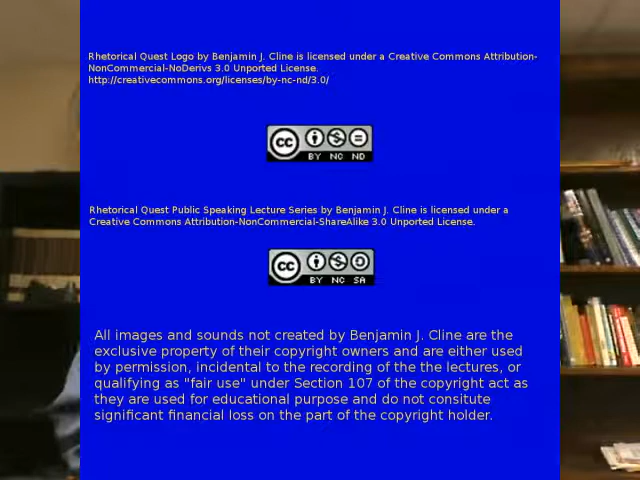 Rhetorical Quest Logo by Benjamin J. Cline is licensed under a Creative Commons Attribution-
NonCommercial-NoDerivs 3.0 Unported License.
http://creativecommons.org/licenses/by-nc-nd/3.0/
cc
BY NC ND
Rhetorical Quest Public Speaking Lecture Series by Benjamin J. Cline is licensed under a
Creative Commons Attribution-NonCommercial-ShareAlike 3.0 Unported License.
cc
BY NC SA
All images and sounds not created by Benjamin J. Cline are the
exclusive property of their copyright owners and are either used
by permission, incidental to the recording of the the lectures, or
qualifying as "fair use" under Section 107 of the copyright act as
they are used for educational purpose and do not consitute
significant financial loss on the part of the copyright holder.